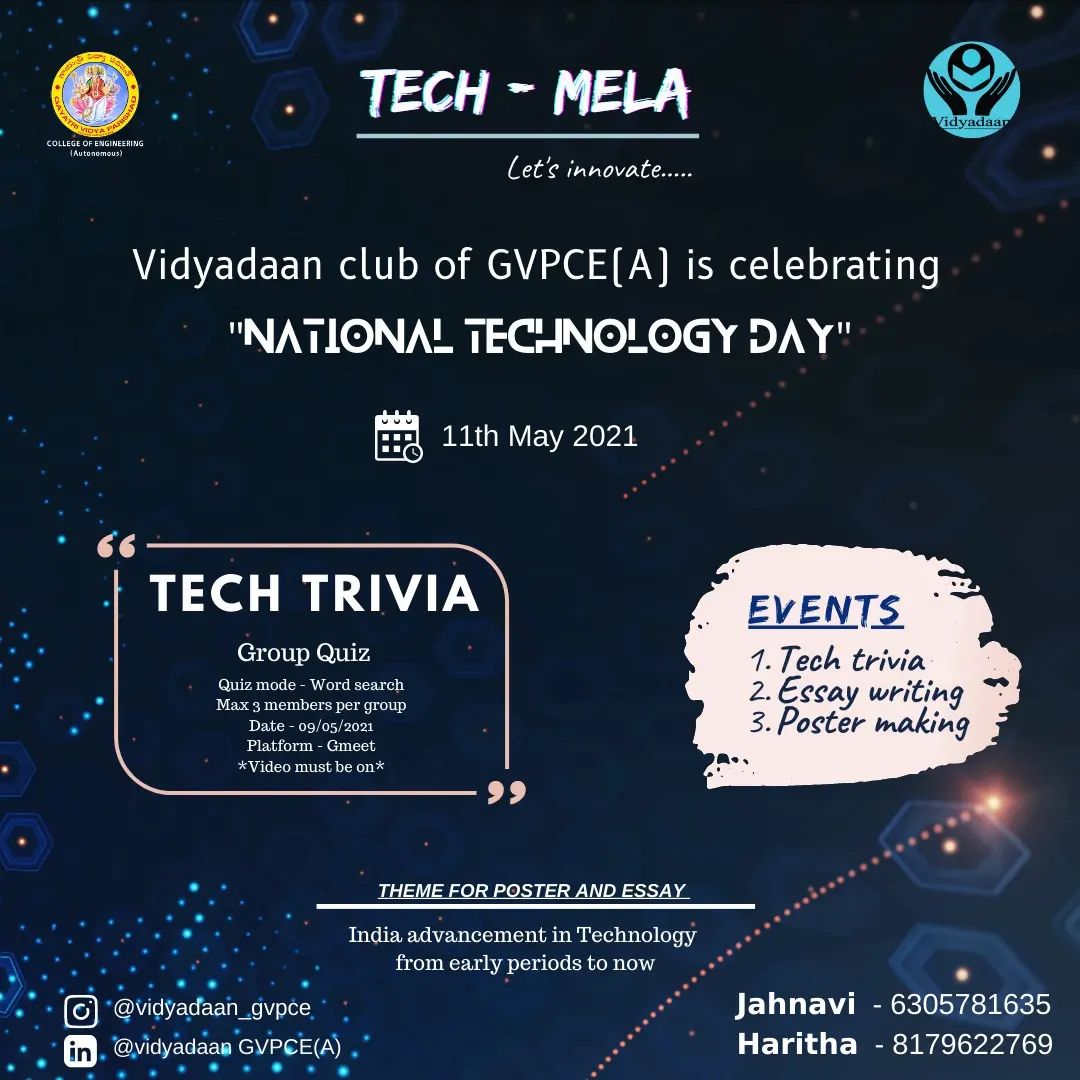 గాయత్రి విద్యా పరిషత్
GAYATRI VIDYA PARISHAD
COLLEGE OF ENGINEERING
(Autonomous)
TECH - MELA
Let's innovate.....
Vidyadaan
Vidyadaan club of GVPCE(A) is celebrating
"NATIONAL TECHNOLOGY DAY"
11th May 2021
TECH TRIVIA
Group Quiz
Quiz mode - Word search
Max 3 members per group
Date - 09/05/2021
Platform - Gmeet
*Video must be on*
EVENTS
1. Tech trivia
2. Essay writing
3. Poster making
THEME FOR POSTER AND ESSAY
India advancement in Technology
from early periods to now
@vidyadaan_gvpce
@vidyadaan GVPCE(A)
Jahnavi - 6305781635
Haritha - 8179622769